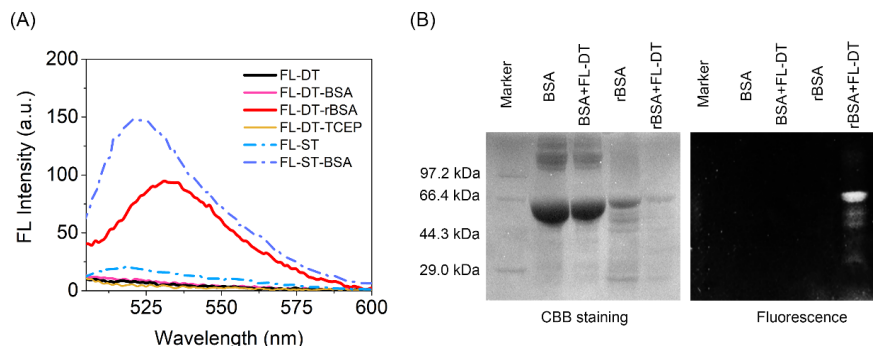 (A)
FL Intensity (a.u.)
200
150
100
50
0
525
550
575
600
Wavelength (nm)
FL-DT
FL-DT-BSA
FL-DT-rBSA
FL-DT-TCEP
FL-ST
FL-ST-BSA
(B)
Marker
BSA
BSA+FL-DT
rBSA
rBSA+FL-DT
Marker
BSA
BSA+FL-DT
rBSA
rBSA+FL-DT
97.2 kDa
66.4 kDa
44.3 kDa
29.0 kDa
CBB staining
Fluorescence